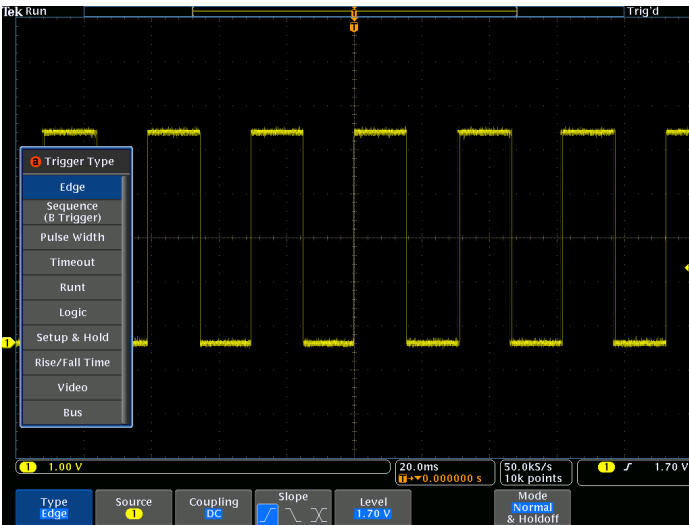 Tek Run
Trig'd
T
T
a Trigger Type
Edge
Sequence
(B Trigger)
Pulse Width
Timeout
Runt
Logic
Setup & Hold
Rise/Fall Time
Video
Bus
1
1 1.00 V
20.0ms
T→▼0.000000 s
50.0kS/s
10k points
1 1.70 V
Type
Edge
Source
1
Coupling
DC
Slope
Level
1.70 V
Mode
Normal
& Holdoff